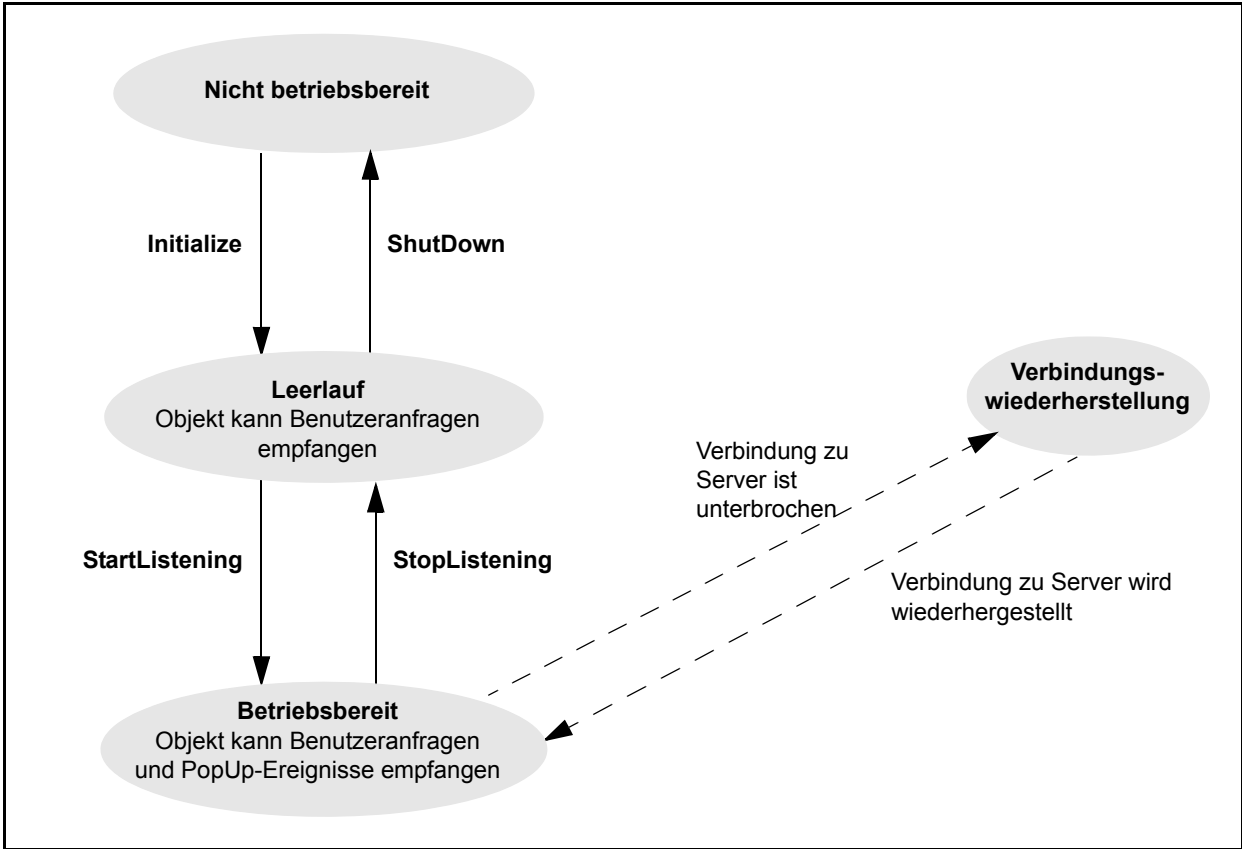 Nicht betriebsbereit
Initialize
ShutDown
Leerlauf
Objekt kann Benutzeranfragen
empfangen
Verbindungs-
wiederherstellung
Verbindung zu
Server ist
unterbrochen
StartListening
StopListening
Verbindung zu Server wird
wiederhergestellt
Betriebsbereit
Objekt kann Benutzeranfragen
und PopUp-Ereignisse empfangen